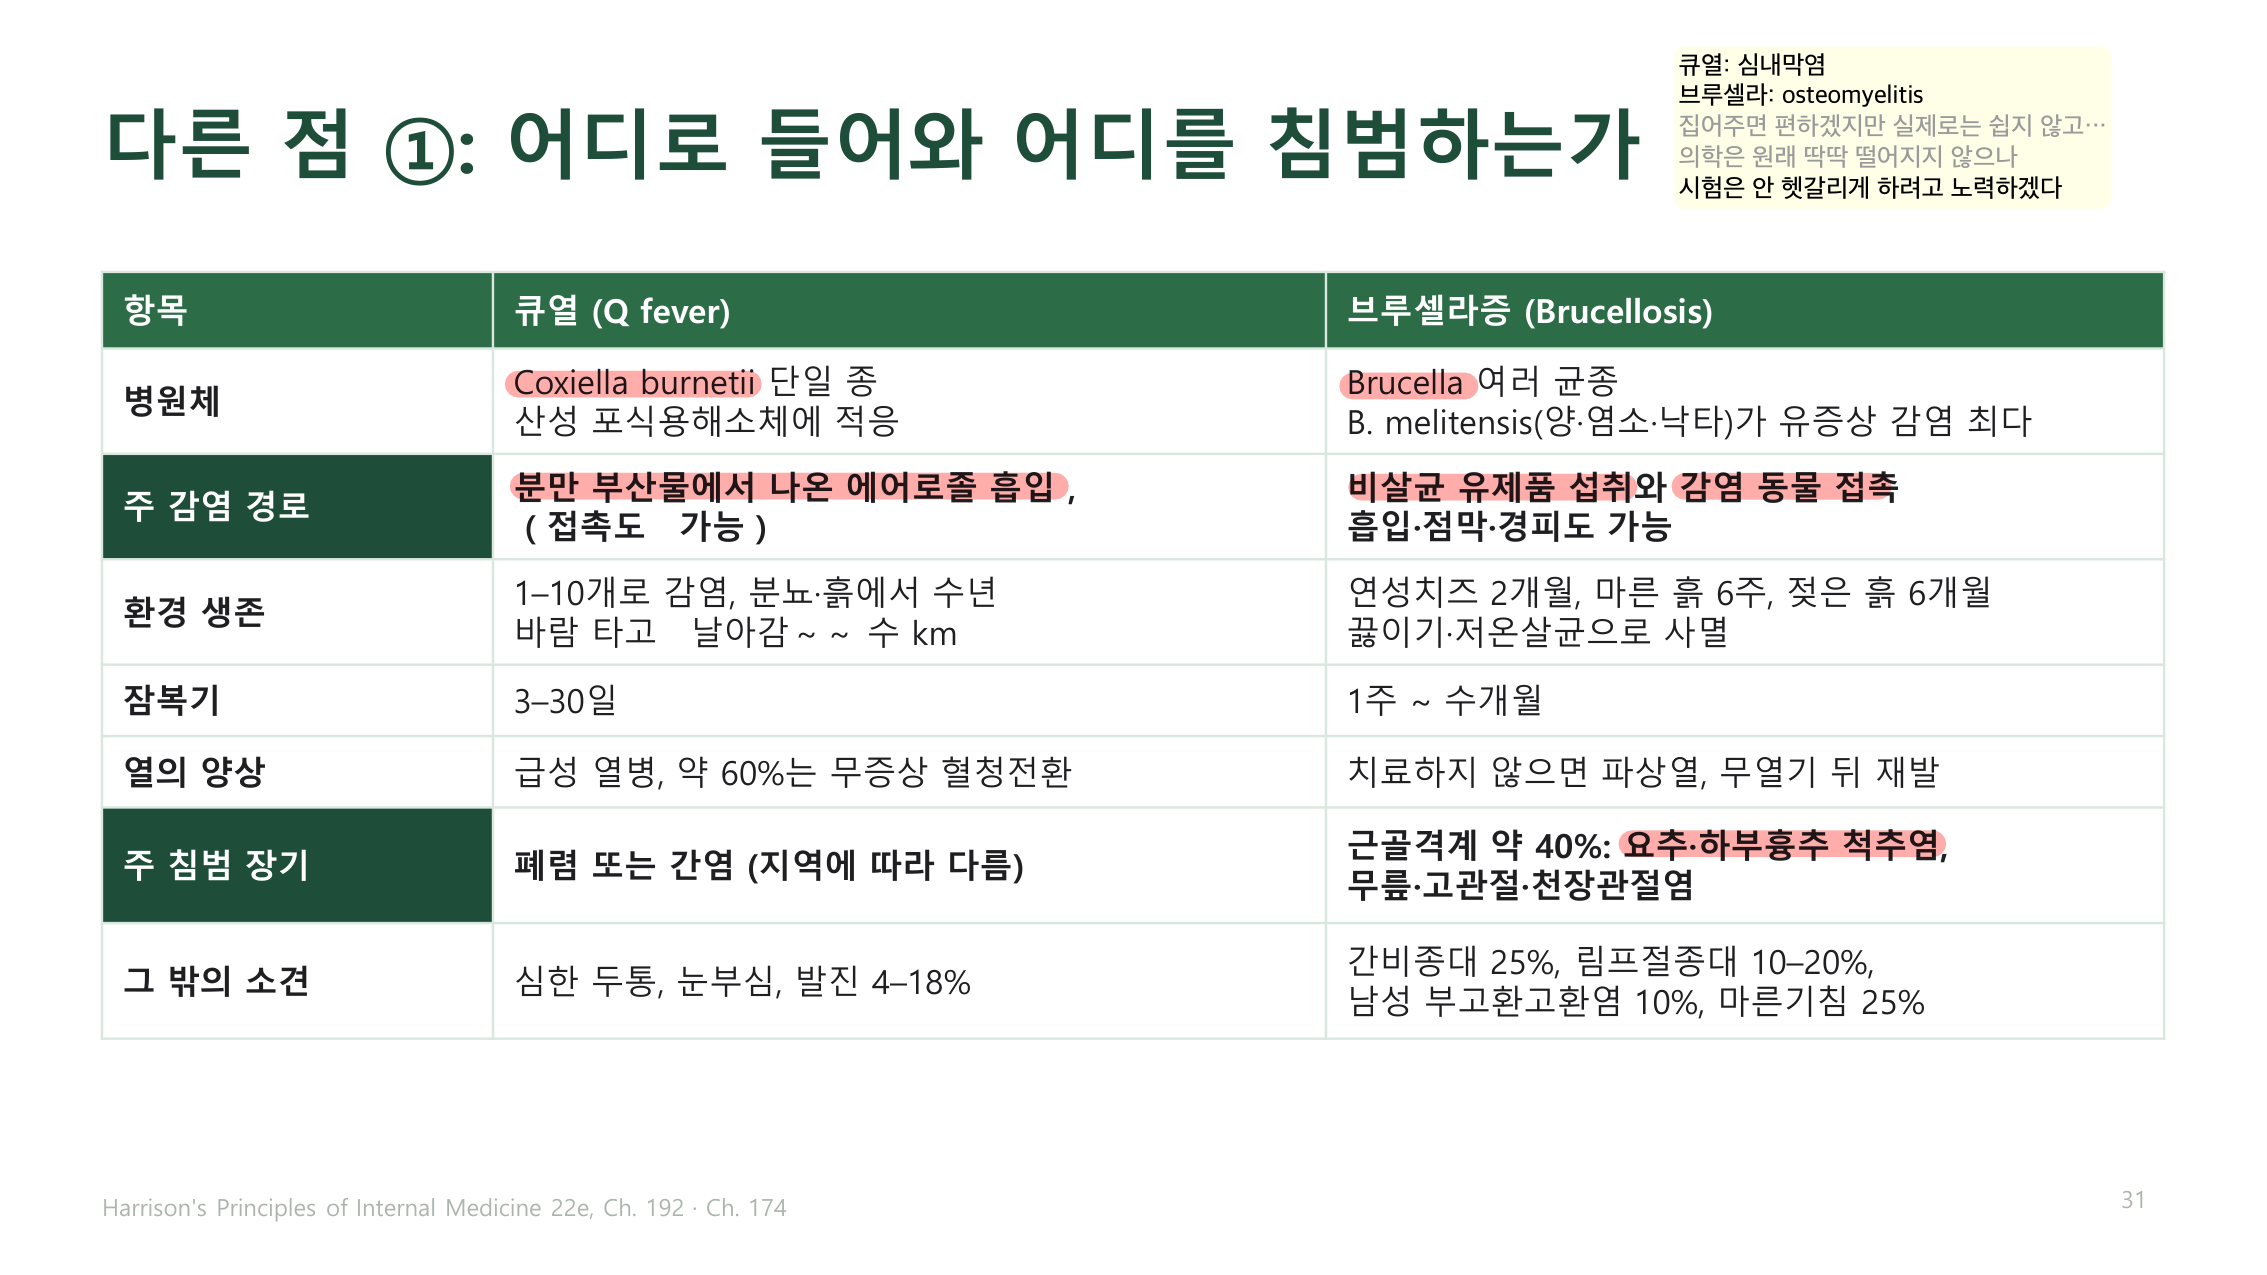 큐열: 심내막염
브루셀라: osteomyelitis
집어주면 편하겠지만 실제로는 쉽지 않고…
의학은 원래 딱딱 떨어지지 않으나
시험은 안 헷갈리게 하려고 노력하겠다
다른 점 ①: 어디로 들어와 어디를 침범하는가
항목
큐열 (Q fever)
브루셀라증 (Brucellosis)
병원체
Coxiella burnetii 단일 종
산성 포식용해소체에 적응
Brucella 여러 균종
B. melitensis(양·염소·낙타)가 유증상 감염 최다
주 감염 경로
분만 부산물에서 나온 에어로졸 흡입 ,
( 접촉도 가능 )
비살균 유제품 섭취와 감염 동물 접촉
흡입·점막·경피도 가능
환경 생존
1–10개로 감염, 분뇨·흙에서 수년
바람 타고 날아감 ~ ~ 수 km
연성치즈 2개월, 마른 흙 6주, 젖은 흙 6개월
끓이기·저온살균으로 사멸
잠복기
3–30일
1주 ~ 수개월
열의 양상
급성 열병, 약 60%는 무증상 혈청전환
치료하지 않으면 파상열, 무열기 뒤 재발
주 침범 장기
폐렴 또는 간염 (지역에 따라 다름)
근골격계 약 40%: 요추·하부흉추 척추염,
무릎·고관절·천장관절염
그 밖의 소견
심한 두통, 눈부심, 발진 4–18%
간비종대 25%, 림프절종대 10–20%,
남성 부고환고환염 10%, 마른기침 25%
Harrison's Principles of Internal Medicine 22e, Ch. 192 · Ch. 174
31